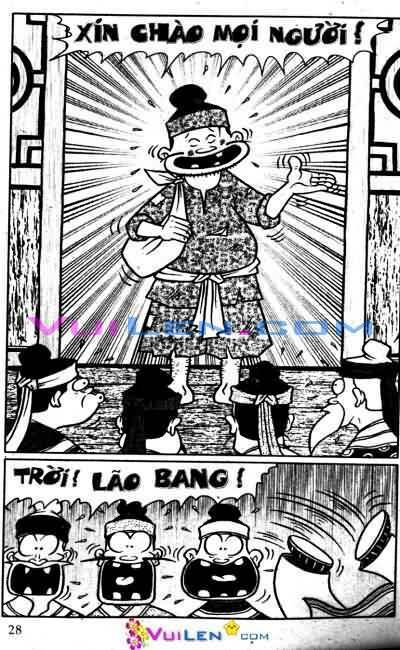 XÍN CHÀO MỌI NGƯỜI!
VUILEN.COM
TRỜI! LÃO BANG!
28
VUILEN.COM